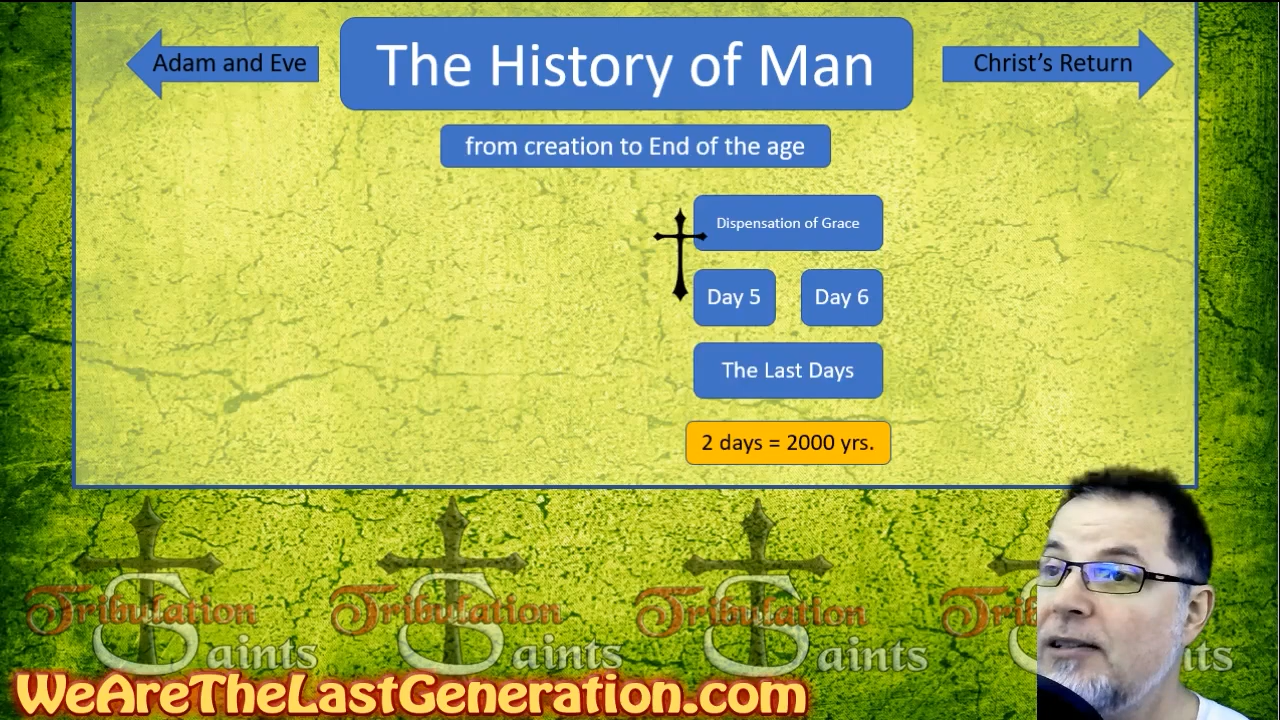 Adam and Eve
The History of Man
Christ's Return
from creation to End of the age
Dispensation of Grace
Day 5
Day 6
The Last Days
2 days = 2000 yrs.
Tribulation Saints
Tribulation Saints
Tribulation Saints
WeAreTheLastGeneration.com